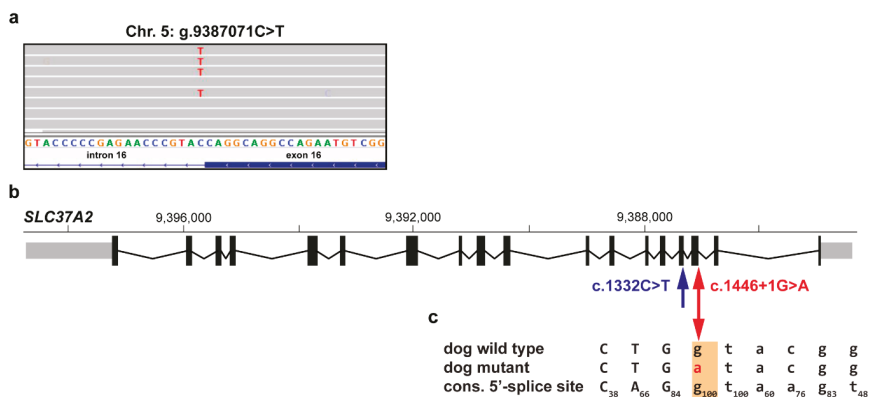 a
Chr. 5: g.9387071C>T
T
T
T
T C
GTACCCCCGAGAACCCGTACCAGGCAGGCCAGAATGTCGG
intron 16 exon 16
b
SLC37A2 9,396,000 9,392,000 9,388,000
c.1332C>T c.1446+1G>A
c
dog wild type C T G g t a c g g
dog mutant C T G a t a c g g
cons. 5'-splice site C38 A66 G84 g100 t100 a60 a76 g83 t48